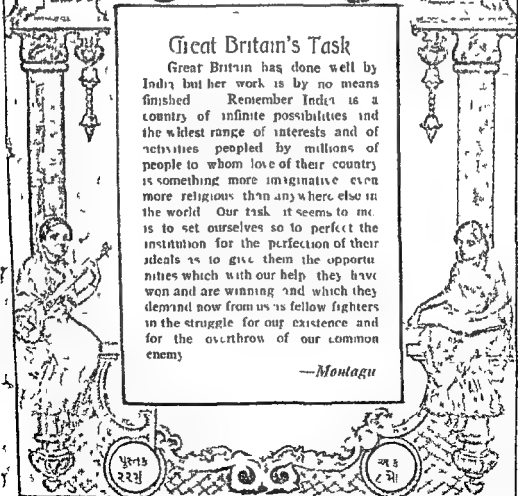 Great Britain's Task
Great Britain has done well by
India but her work is by no means
finished Remember India is a
country of infinite possibilities and
the widest range of interests and of
activities peopled by millions of
people to whom love of their country
is something more imaginative even
more religious than anywhere else in
the world Our task it seems to me.
is to set ourselves so to perfect the
institution for the perfection of their
ideals as to give them the opportu
nities which with our help they have
won and are winning and which they
demand now from us as fellow fighters
in the struggle for our existence and
for the overthrow of our common
enemy
—Montagu
પુસ્તક
૨૨મું
અંક
૮ મો